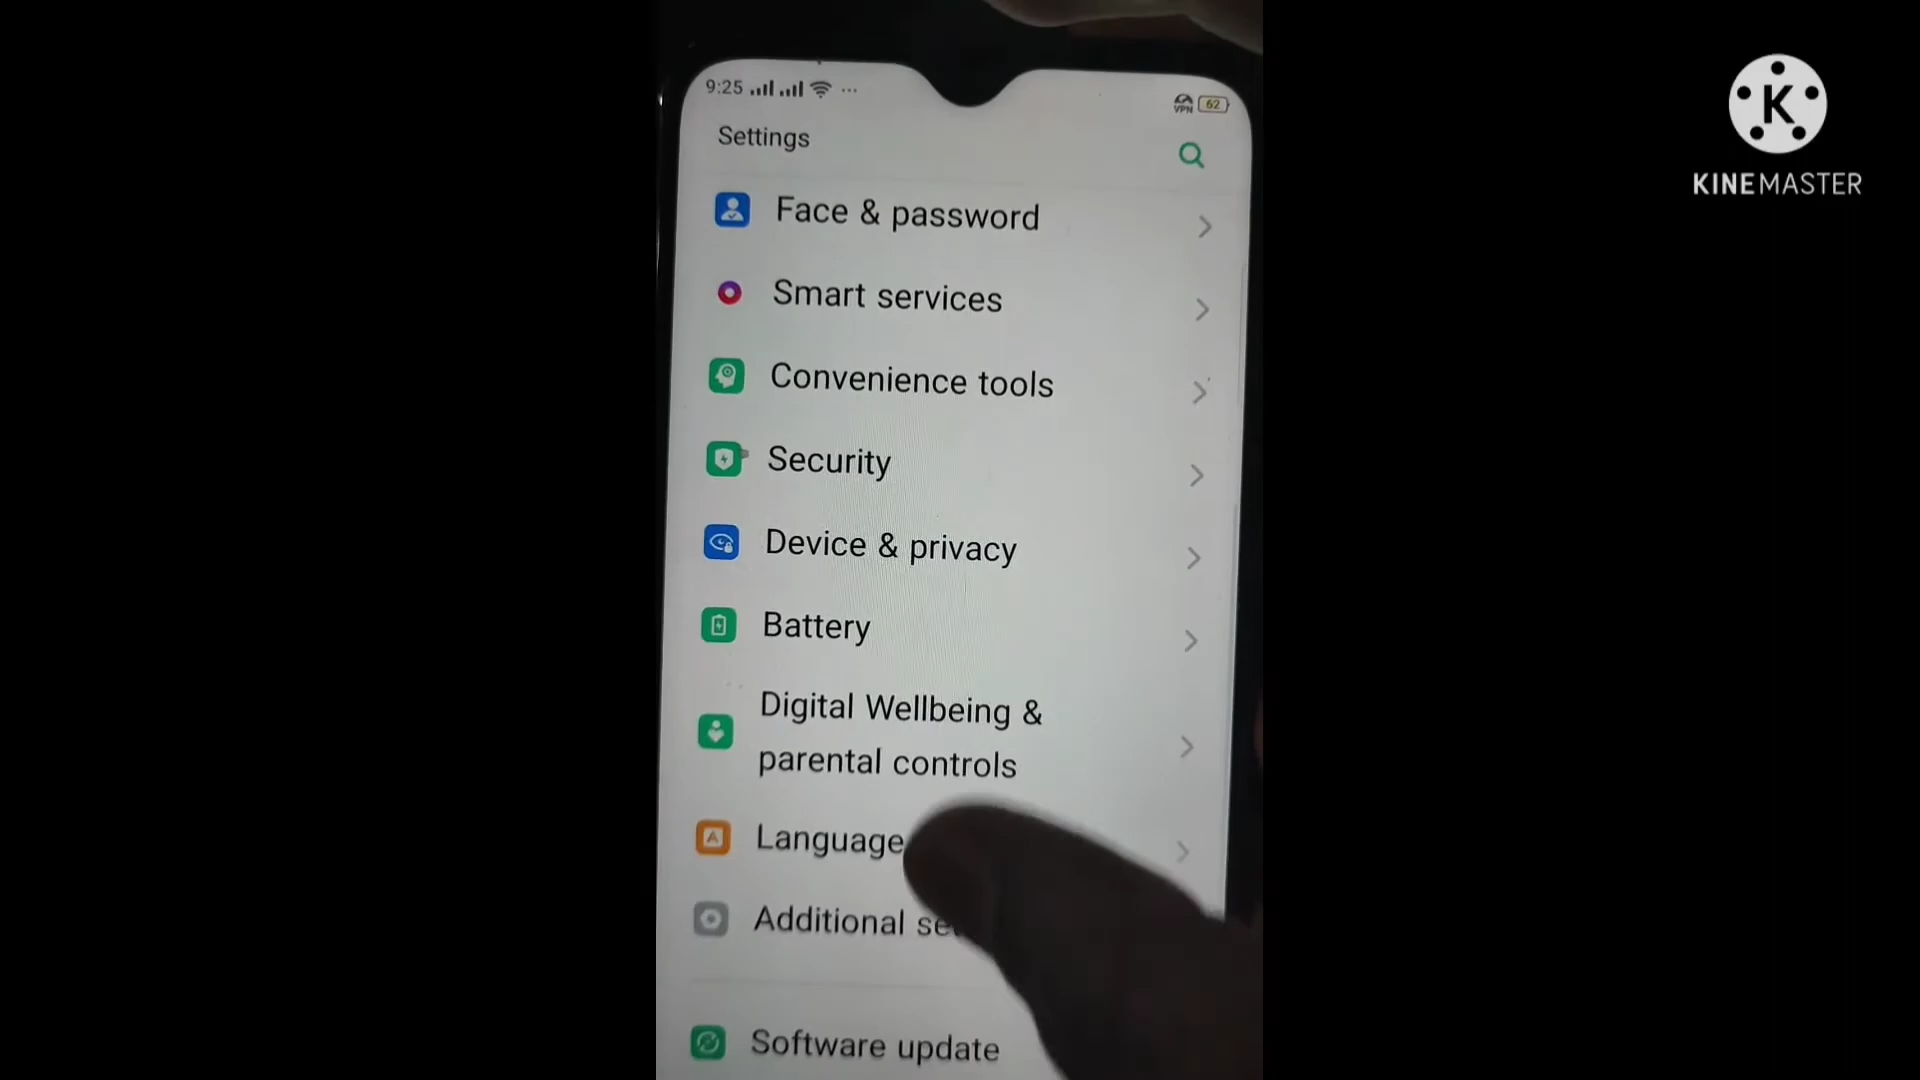 9:25
VPN 62
Settings
Face & password
Smart services
Convenience tools
Security
Device & privacy
Battery
Digital Wellbeing &
parental controls
Language
Additional
Software update
K
KINEMASTER